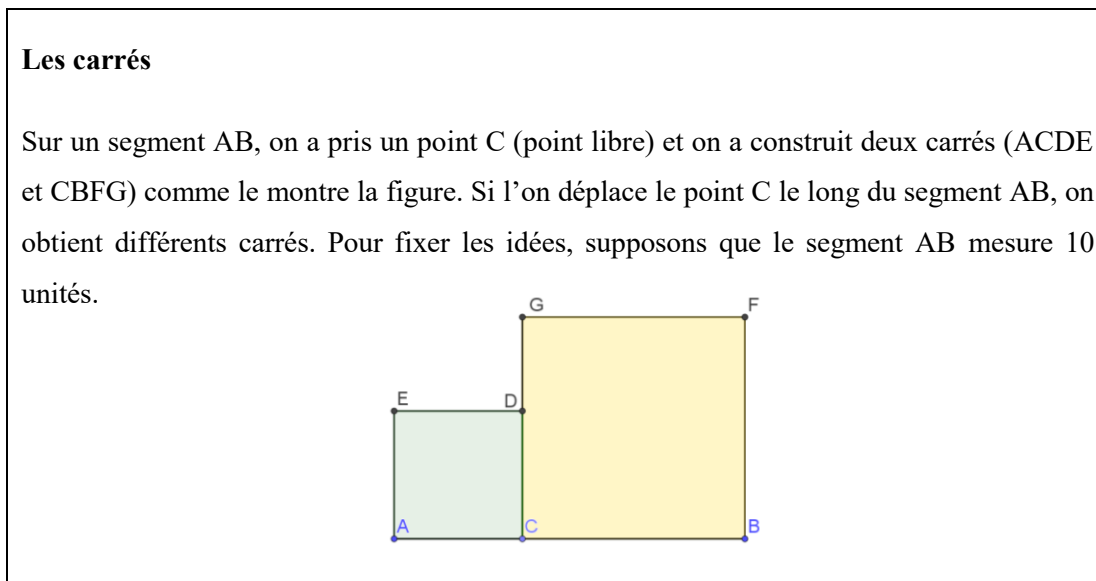 Les carrés
Sur un segment AB, on a pris un point C (point libre) et on a construit deux carrés (ACDE
et CBFG) comme le montre la figure. Si l’on déplace le point C le long du segment AB, on
obtient différents carrés. Pour fixer les idées, supposons que le segment AB mesure 10
unités.
G F
E D
A C B